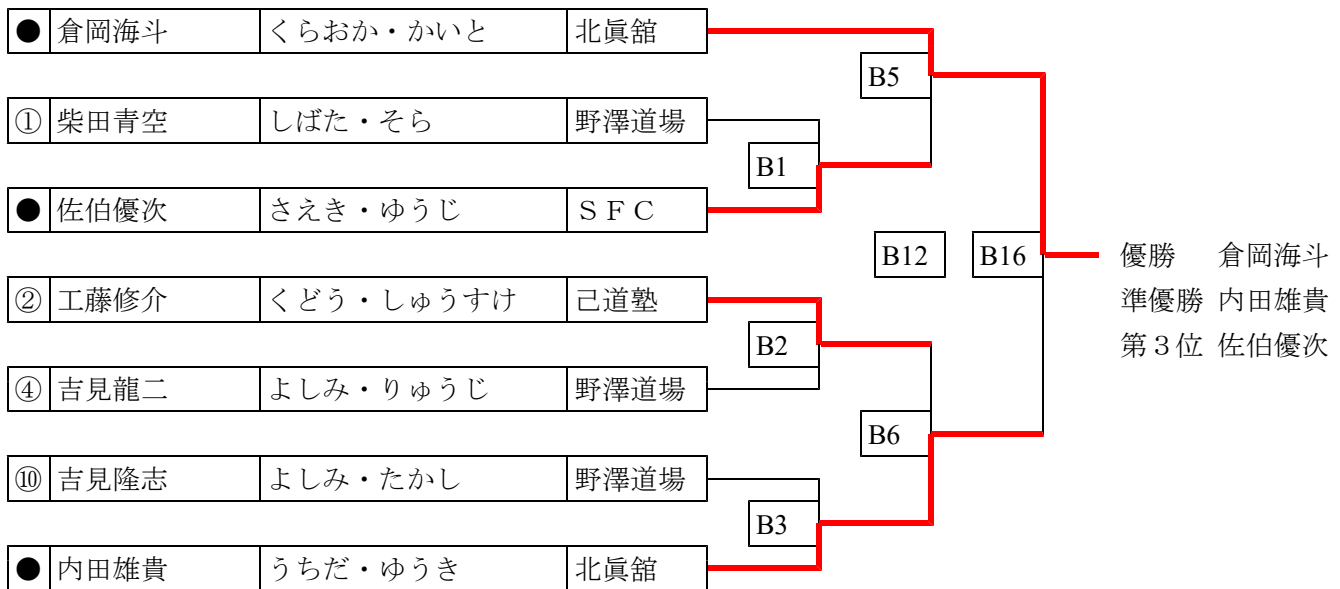 ● 倉岡海斗 くらおか・かいと 北眞舘
B5
① 柴田青空 しばた・そら 野澤道場
B1
● 佐伯優次 さえき・ゆうじ ＳＦＣ
B12 B16 優勝 倉岡海斗
② 工藤修介 くどう・しゅうすけ 己道塾
準優勝 内田雄貴
B2 第３位 佐伯優次
④ 吉見龍二 よしみ・りゅうじ 野澤道場
B6
⑩ 吉見隆志 よしみ・たかし 野澤道場
B3
● 内田雄貴 うちだ・ゆうき 北眞舘